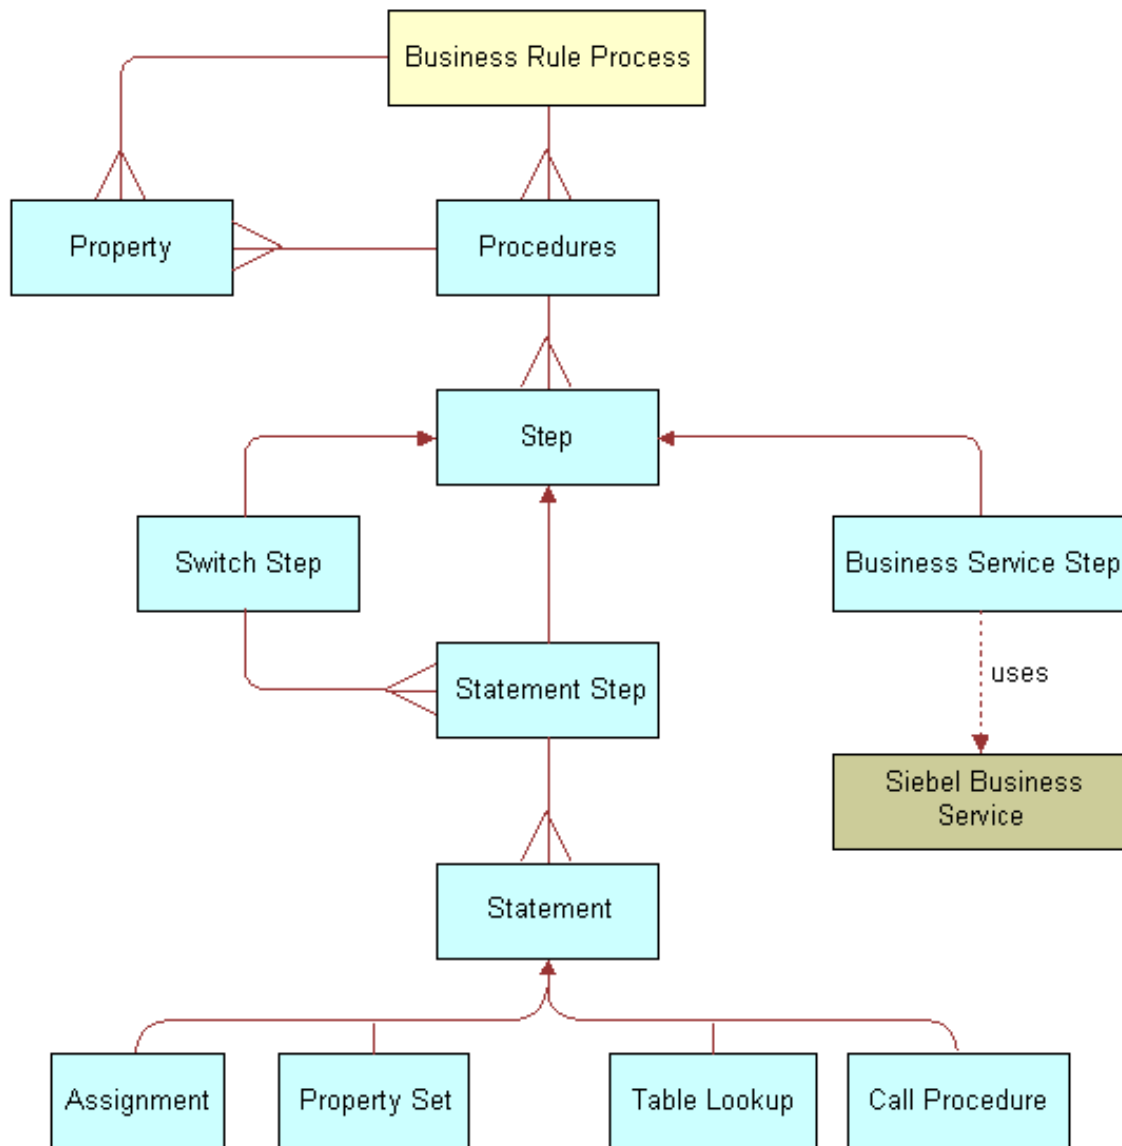 Business Rule Process
Property
Procedures
Step
Switch Step
Business Service Step
Statement Step
uses
Siebel Business
Service
Statement
Assignment
Property Set
Table Lookup
Call Procedure